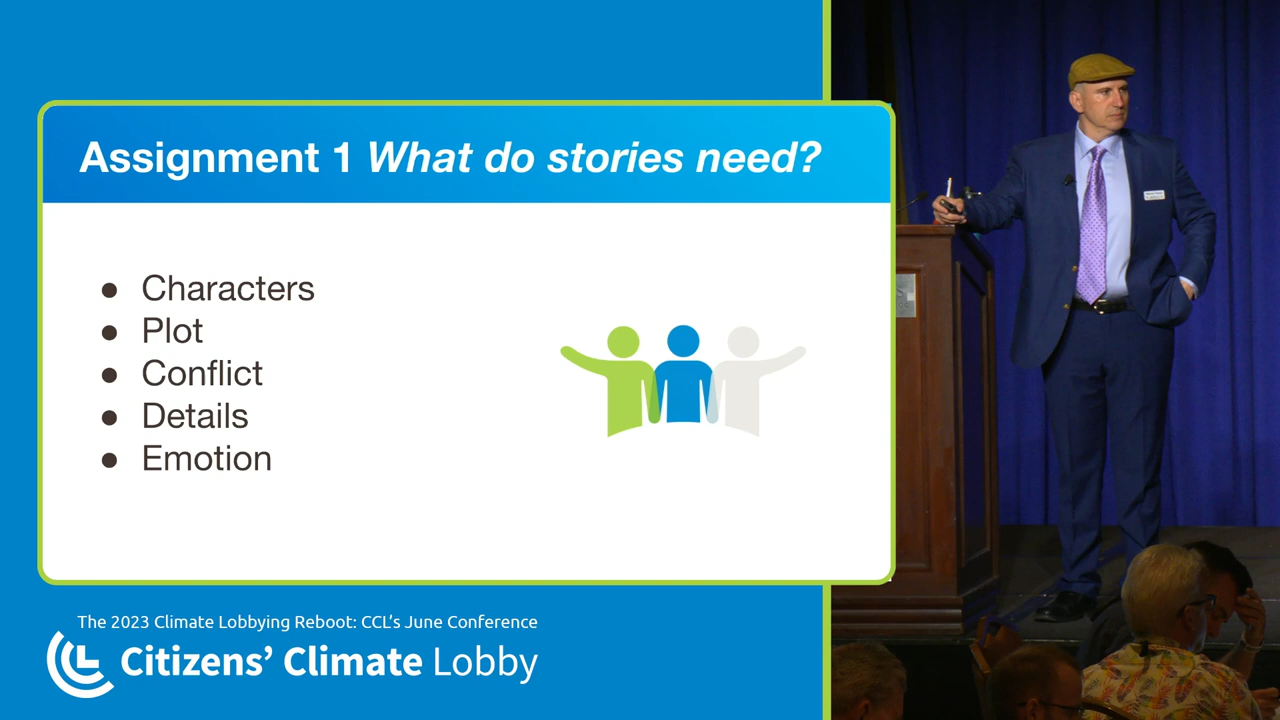 Assignment 1 What do stories need?
● Characters
● Plot
● Conflict
● Details
● Emotion
The 2023 Climate Lobbying Reboot: CCL’s June Conference
Citizens’ Climate Lobby